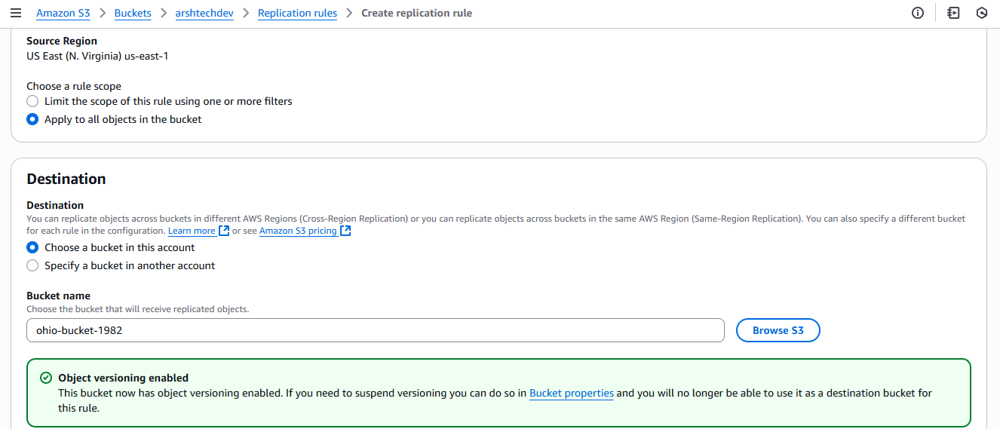 Amazon S3 > Buckets > arshtechdev > Replication rules > Create replication rule
Source Region
US East (N. Virginia) us-east-1
Choose a rule scope
Limit the scope of this rule using one or more filters
Apply to all objects in the bucket
Destination
Destination
You can replicate objects across buckets in different AWS Regions (Cross-Region Replication) or you can replicate objects across buckets in the same AWS Region (Same-Region Replication). You can also specify a different bucket
for each rule in the configuration. Learn more or see Amazon S3 pricing
Choose a bucket in this account
Specify a bucket in another account
Bucket name
Choose the bucket that will receive replicated objects.
ohio-bucket-1982
Browse S3
Object versioning enabled
This bucket now has object versioning enabled. If you need to suspend versioning you can do so in Bucket properties and you will no longer be able to use it as a destination bucket for
this rule.